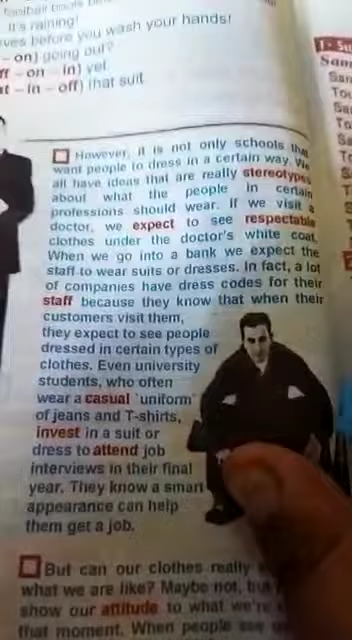 it's raining!
before you wash your hands!
- on) going out?
- on - in) yet.
- in - off) that suit.
However, it is not only schools that
want people to dress in a certain way. We
all have ideas that are really stereotypes
about what the people in certain
professions should wear. If we visit a
doctor, we expect to see respectable
clothes under the doctor's white coat.
When we go into a bank we expect the
staff to wear suits or dresses. In fact, a lot
of companies have dress codes for their
staff because they know that when their
customers visit them,
they expect to see people
dressed in certain types of
clothes. Even university
students, who often
wear a casual 'uniform'
of jeans and T-shirts,
invest in a suit or
dress to attend job
interviews in their final
year. They know a smart
appearance can help
them get a job.
But can our clothes really
what we are like? Maybe not, but
show our attitude to what we're
that moment. When people see